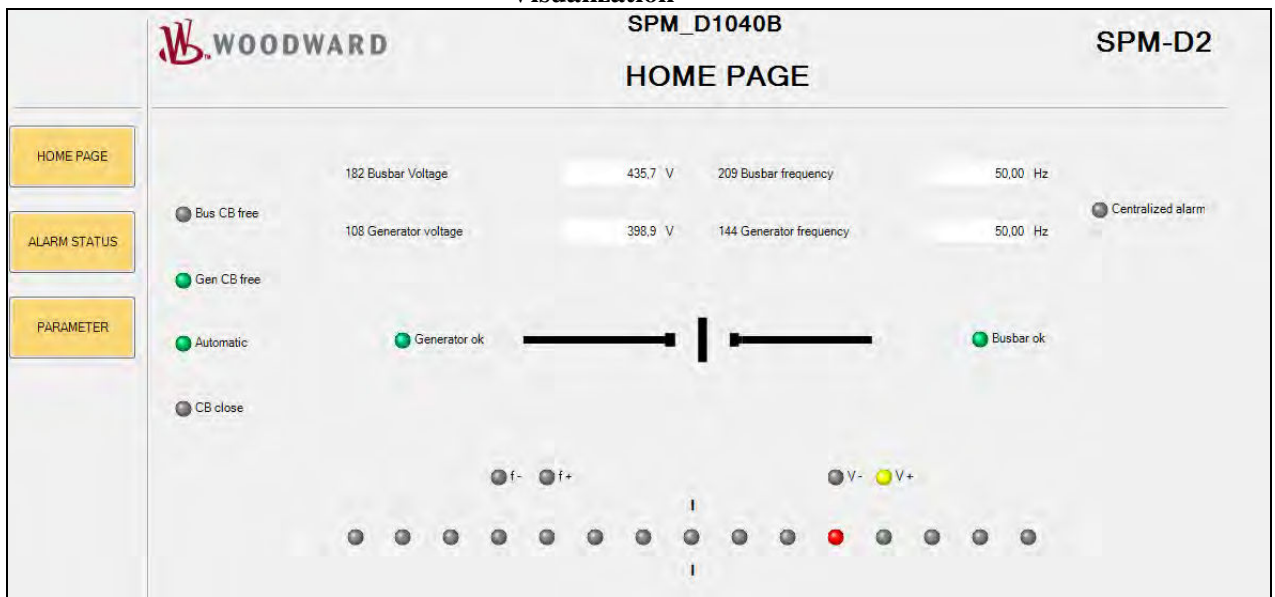 Visualization
WOODWARD
SPM_D1040B
SPM-D2
HOME PAGE
HOME PAGE
ALARM STATUS
PARAMETER
182 Busbar Voltage 435,7 V 209 Busbar frequency 50,00 Hz
Bus CB free
Centralized alarm
108 Generator voltage 398,9 V 144 Generator frequency 50,00 Hz
Gen CB free
Automatic
Generator ok
Busbar ok
CB close
f- f+ V- V+